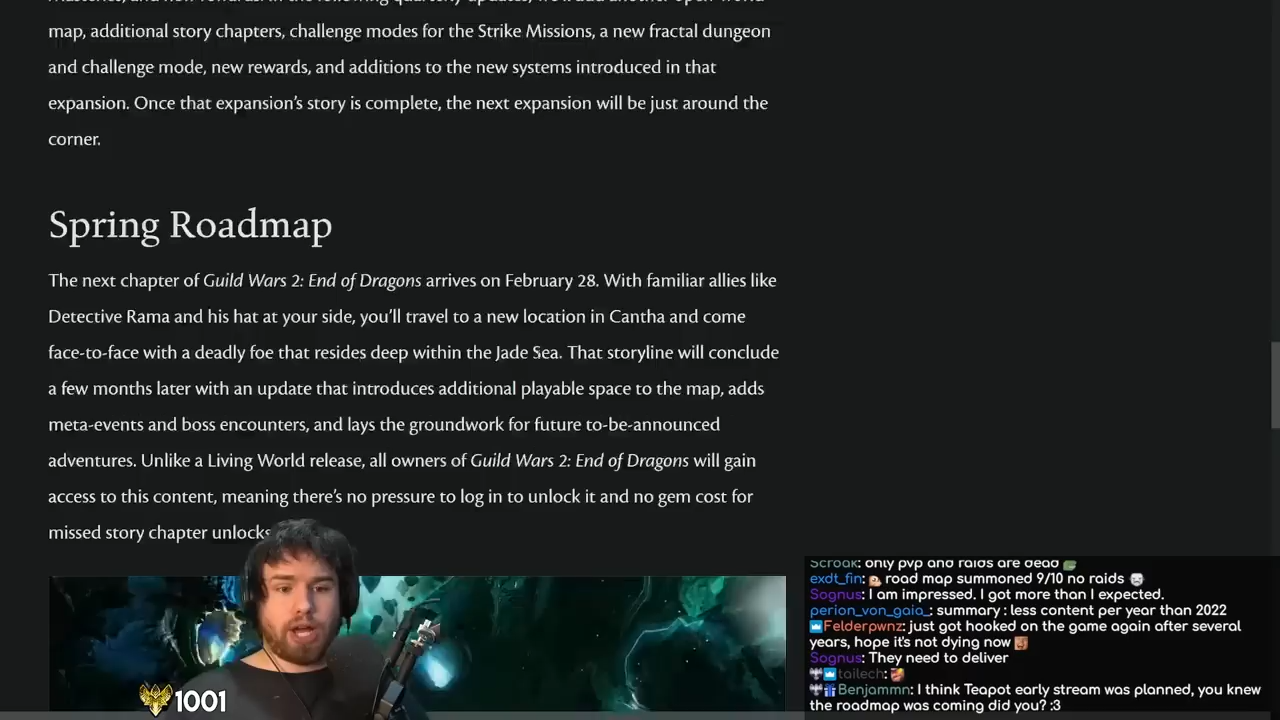 map, additional story chapters, challenge modes for the Strike Missions, a new fractal dungeon
and challenge mode, new rewards, and additions to the new systems introduced in that
expansion. Once that expansion's story is complete, the next expansion will be just around the
corner.
Spring Roadmap
The next chapter of Guild Wars 2: End of Dragons arrives on February 28. With familiar allies like
Detective Rama and his hat at your side, you'll travel to a new location in Cantha and come
face-to-face with a deadly foe that resides deep within the Jade Sea. That storyline will conclude
a few months later with an update that introduces additional playable space to the map, adds
meta-events and boss encounters, and lays the groundwork for future to-be-announced
adventures. Unlike a Living World release, all owners of Guild Wars 2: End of Dragons will gain
access to this content, meaning there's no pressure to log in to unlock it and no gem cost for
missed story chapter unlocks
1001
Scroak: only pvp and raids are dead
exdt_fin: road map summoned 9/10 no raids
Sognus: I am impressed. I got more than I expected.
perion_von_gaia_: summary : less content per year than 2022
Felderpwnz: just got hooked on the game again after several
years, hope it's not dying now
Sognus: They need to deliver
tailech:
Benjammn: I think Teapot early stream was planned, you knew
the roadmap was coming did you? :3